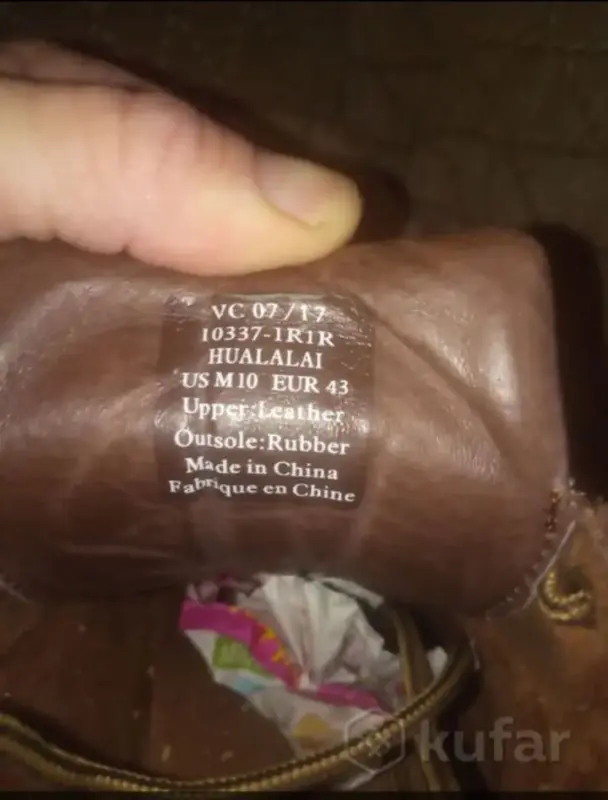 VC 07/17
10337-1R1R
HUALALAI
US M10 EUR 43
Upper:Leather
Outsole:Rubber
Made in China
Fabrique en Chine
kufar